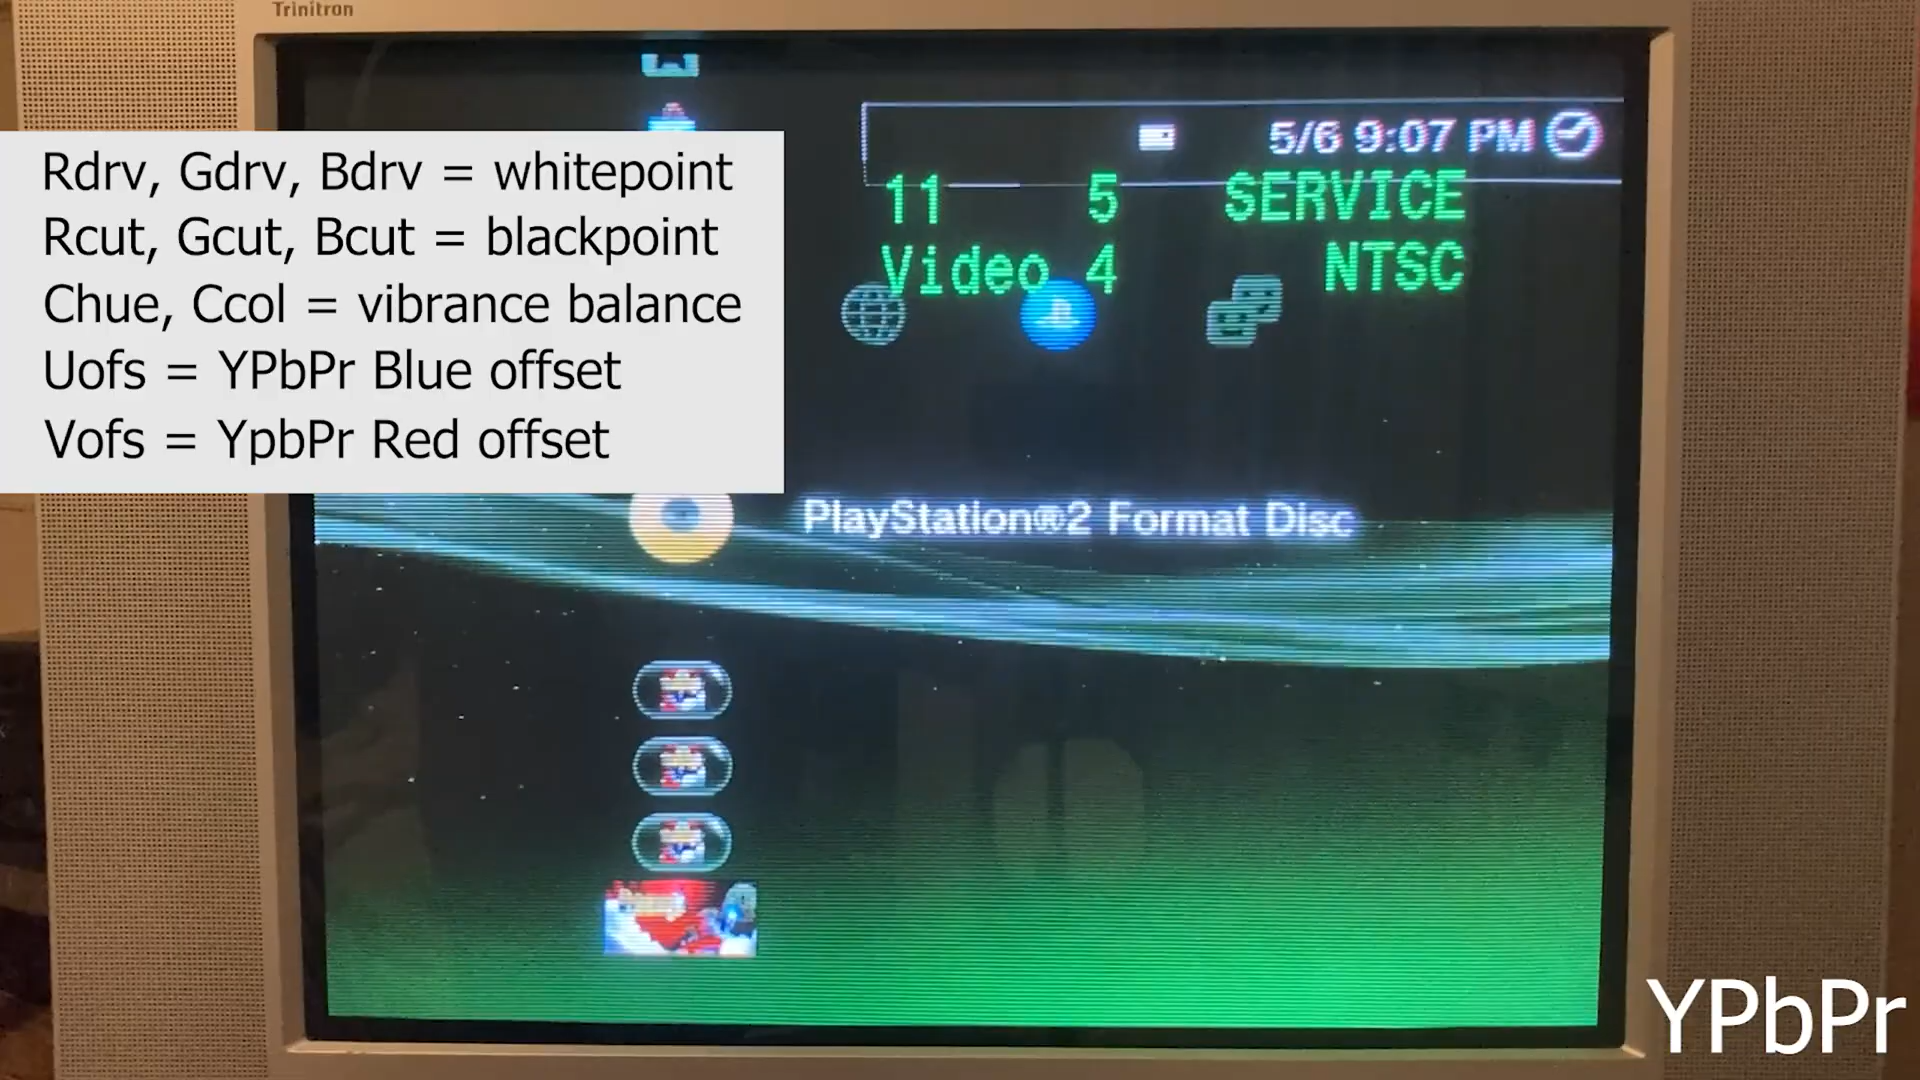 Trinitron
Rdrv, Gdrv, Bdrv = whitepoint
Rcut, Gcut, Bcut = blackpoint
Chue, Ccol = vibrance balance
Uofs = YPbPr Blue offset
Vofs = YpbPr Red offset
5/6 9:07 PM
11 5 SERVICE
Video 4 NTSC
PlayStation®2 Format Disc
YPbPr